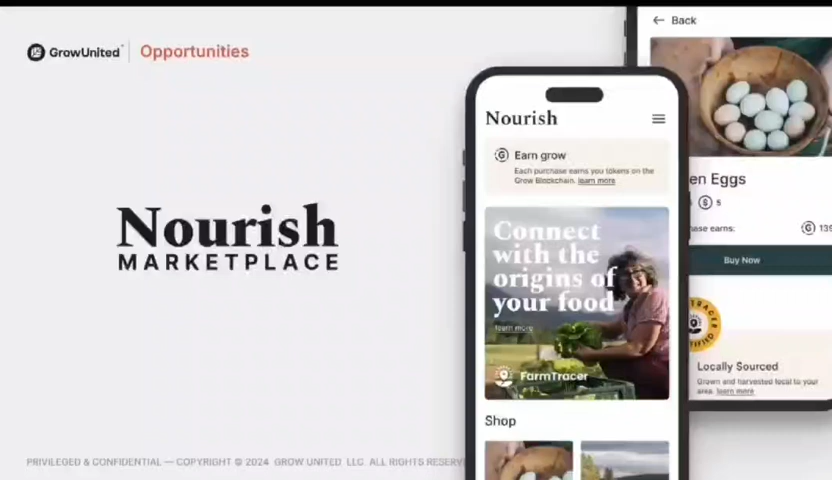 GrowUnited
Opportunities
Nourish
MARKETPLACE
PRIVILEGED & CONFIDENTIAL — COPYRIGHT © 2024 GROW UNITED LLC. ALL RIGHTS RESERV
Nourish
Earn grow
Each purchase earns you tokens on the
Grow Blockchain. learn more
Connect
with the
origins of
your food
learn more
FarmTracer
Shop
← Back
en Eggs
5
ase earns:
139
Buy Now
Locally Sourced
Grown and harvested local to your
area. learn more